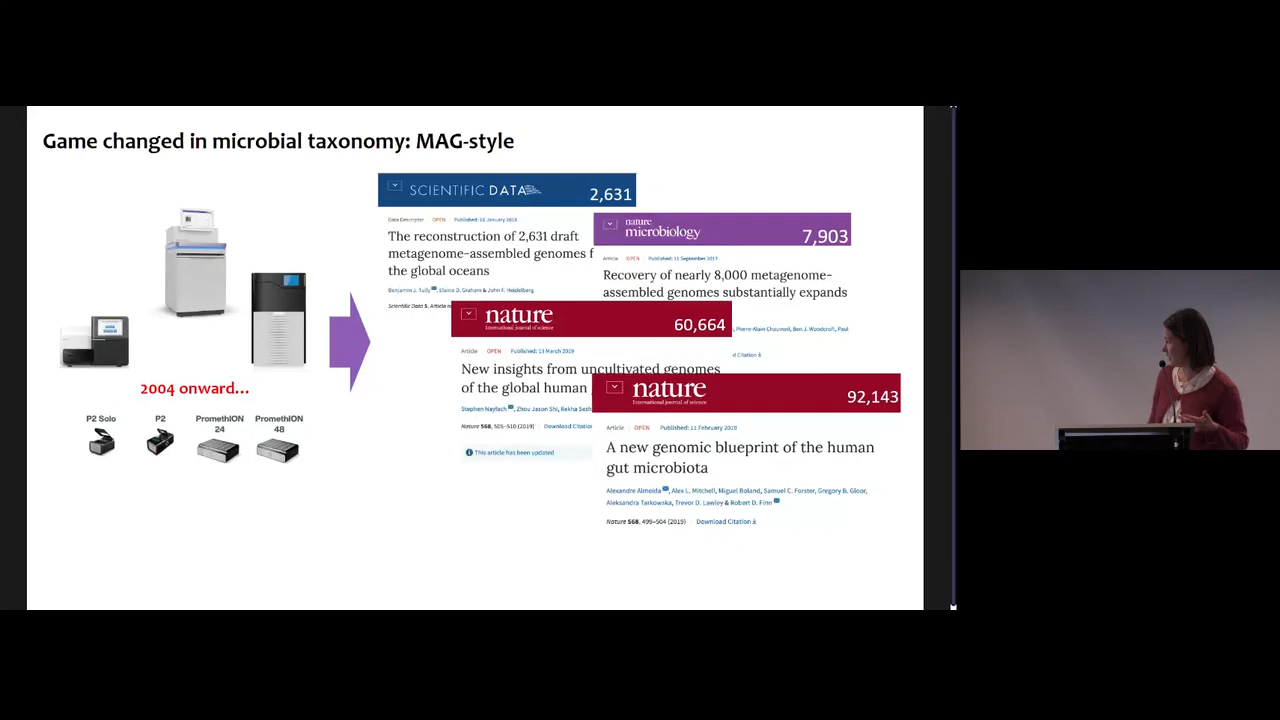 Game changed in microbial taxonomy: MAG-style
2004 onward...
P2 Solo
P2
PromethION
24
PromethION
48
SCIENTIFIC DATA
2,631
Data Descriptor OPEN Published: 16 January 2018
The reconstruction of 2,631 draft
metagenome-assembled genomes f
the global oceans
Benjamin J. Tully, Elaina D. Graham & John F. Heidelberg
Scientific Data 5, Article n
nature
microbiology
7,903
Article OPEN Published: 11 September 2017
Recovery of nearly 8,000 metagenome-
assembled genomes substantially expands
, Pierre-Alain Chaumeil, Ben J. Woodcroft, Paul
d Citation
nature
International journal of science
60,664
Article OPEN Published: 13 March 2019
New insights from uncultivated genomes
of the global human
Stephen Nayfach, Zhou Jason Shi, Rekha Sesh
Nature 568, 505–510 (2019) Download Citation
This article has been updated
nature
International journal of science
92,143
Article OPEN Published: 11 February 2019
A new genomic blueprint of the human
gut microbiota
Alexandre Almeida, Alex L. Mitchell, Miguel Boland, Samuel C. Forster, Gregory B. Gloor,
Aleksandra Tarkowska, Trevor D. Lawley & Robert D. Finn
Nature 568, 499–504 (2019) Download Citation